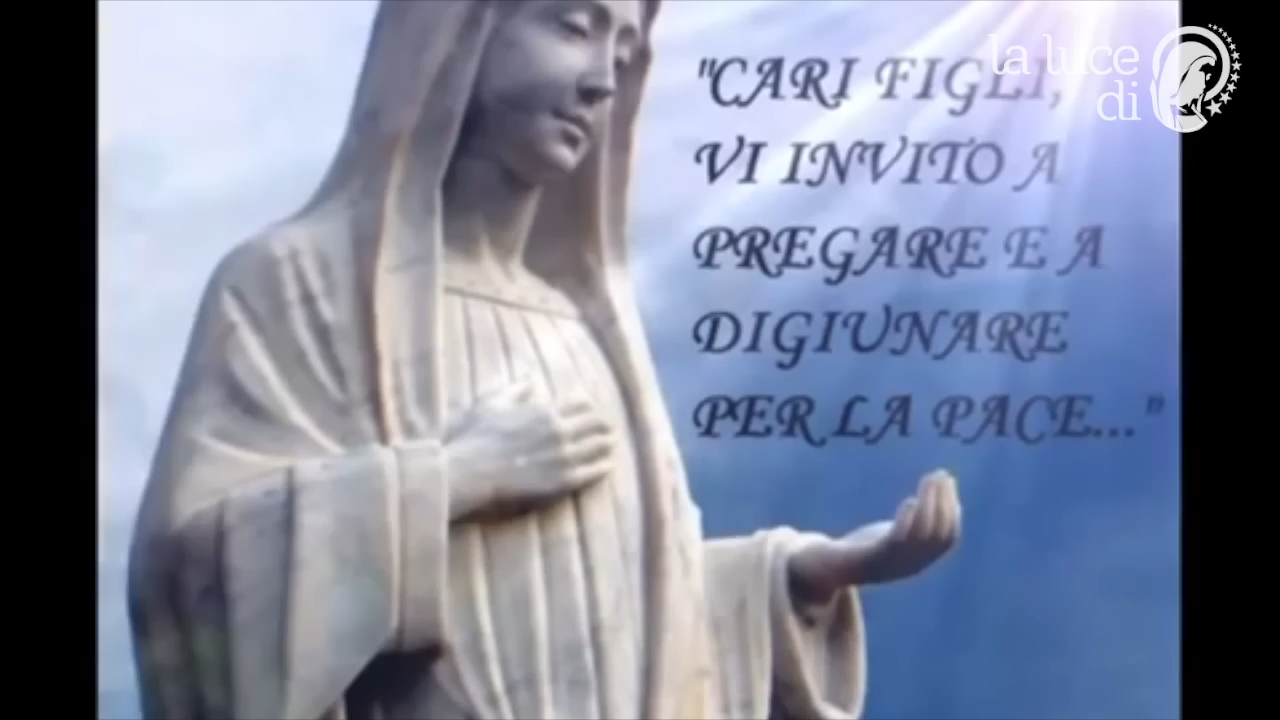 "CARI FIGLI,
VI INVITO A
PREGARE E A
DIGIUNARE
PER LA PACE..."
la luce
di